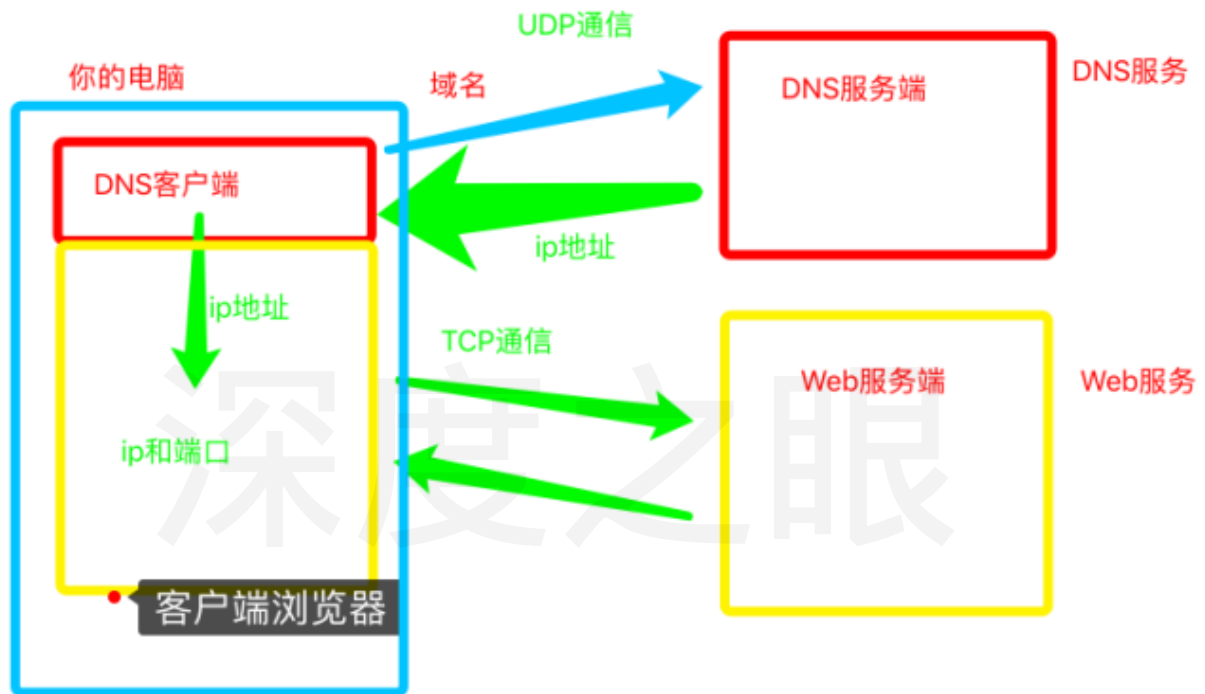 UDP通信
你的电脑
域名
DNS服务端
DNS服务
DNS客户端
ip地址
ip地址
TCP通信
Web服务端
Web服务
ip和端口
深度之眼
客户端浏览器